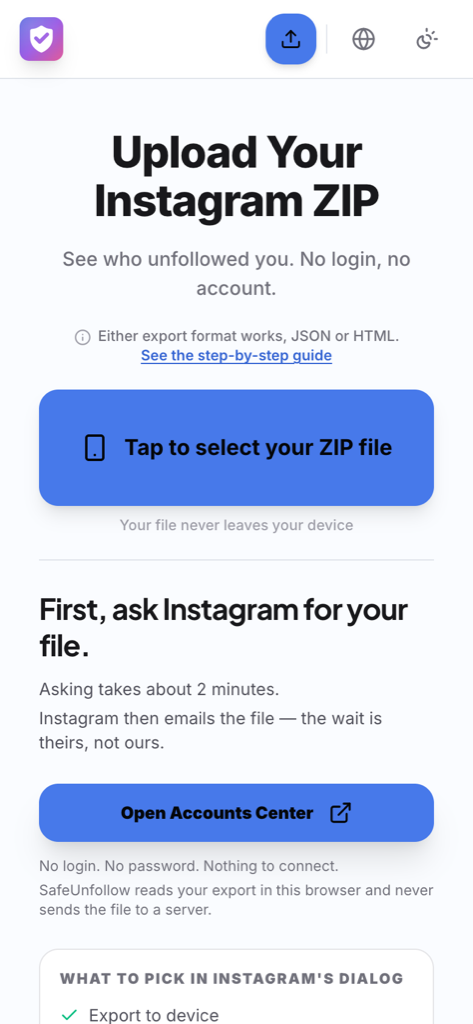 Upload Your
Instagram ZIP
See who unfollowed you. No login, no
account.
Either export format works, JSON or HTML.
See the step-by-step guide
Tap to select your ZIP file
Your file never leaves your device
First, ask Instagram for your
file.
Asking takes about 2 minutes.
Instagram then emails the file — the wait is
theirs, not ours.
Open Accounts Center
No login. No password. Nothing to connect.
SafeUnfollow reads your export in this browser and never
sends the file to a server.
WHAT TO PICK IN INSTAGRAM'S DIALOG
Export to device